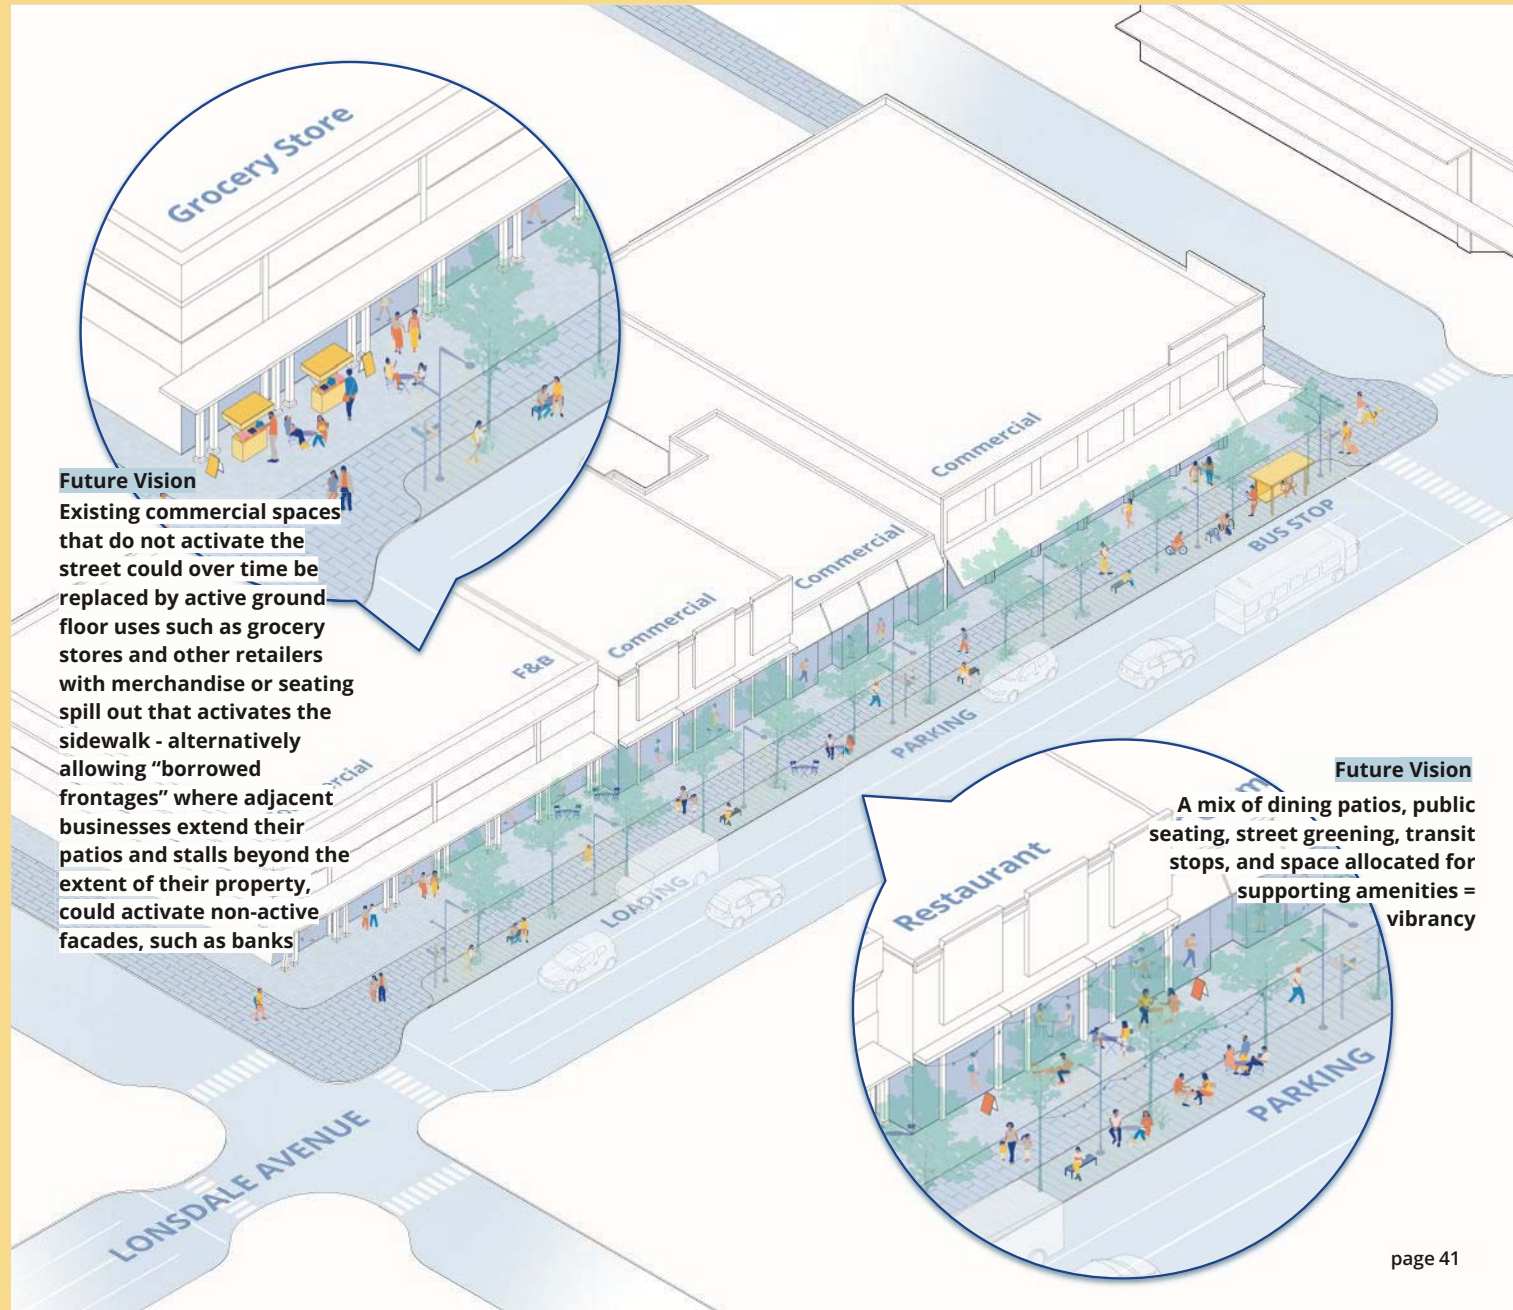 Grocery Store
Future Vision
Existing commercial spaces
that do not activate the
street could over time be
replaced by active ground
floor uses such as grocery
stores and other retailers
with merchandise or seating
spill out that activates the
sidewalk - alternatively
allowing “borrowed
frontages” where adjacent
businesses extend their
patios and stalls beyond the
extent of their property,
could activate non-active
facades, such as banks
F&B
Commercial
Commercial
Commercial
BUS STOP
PARKING
LOADING
LONSDALE AVENUE
Future Vision
A mix of dining patios, public
seating, street greening, transit
stops, and space allocated for
supporting amenities =
vibrancy
Restaurant
PARKING
page 41